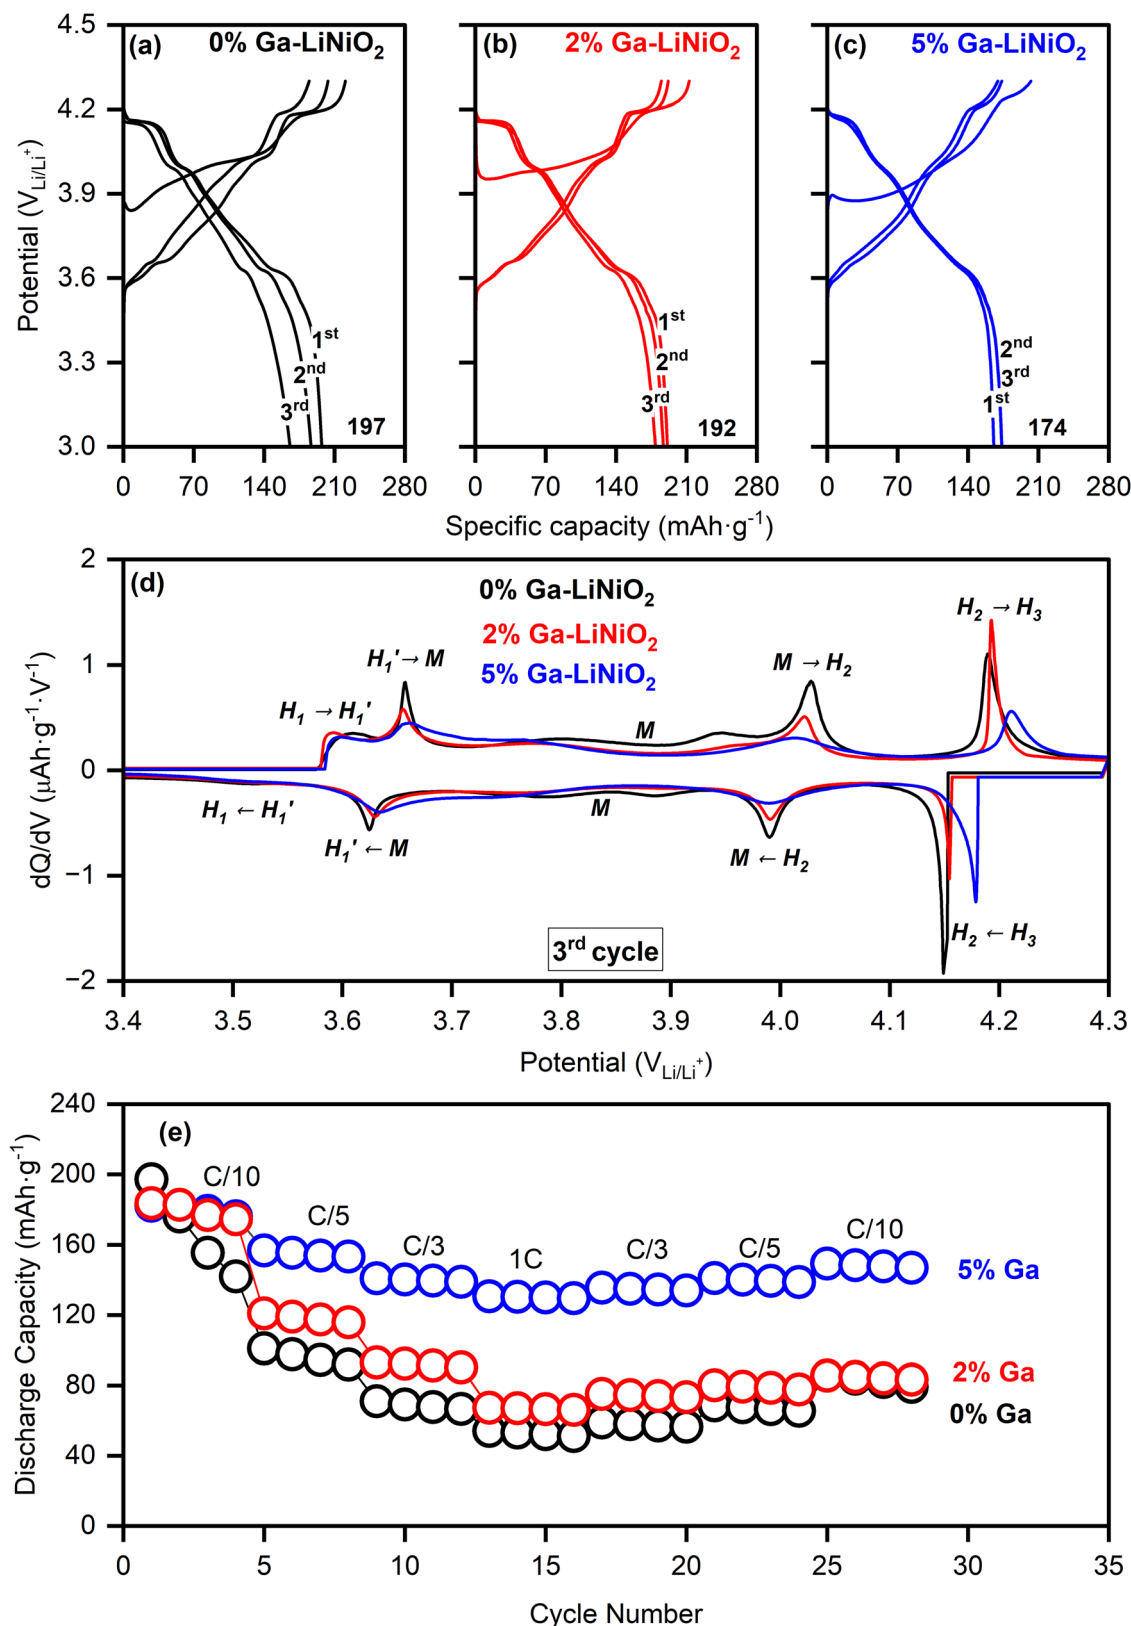 (a) 0% Ga-LiNiO₂
(b) 2% Ga-LiNiO₂
(c) 5% Ga-LiNiO₂
4.5
4.2
3.9
3.6
3.3
3.0
Potential (V_Li/Li⁺)
1st
2nd
3rd
197
1st
2nd
3rd
192
2nd
3rd
1st
174
0 70 140 210 280
0 70 140 210 280
0 70 140 210 280
Specific capacity (mAh·g⁻¹)
(d)
0% Ga-LiNiO₂
2% Ga-LiNiO₂
5% Ga-LiNiO₂
2
1
0
−1
−2
dQ/dV (µAh·g⁻¹·V⁻¹)
H₁ → H₁'
H₁' → M
M
M → H₂
H₂ → H₃
H₁ ← H₁'
H₁' ← M
M
M ← H₂
H₂ ← H₃
3rd cycle
3.4 3.5 3.6 3.7 3.8 3.9 4.0 4.1 4.2 4.3
Potential (V_Li/Li⁺)
(e)
240
200
160
120
80
40
0
Discharge Capacity (mAh·g⁻¹)
C/10
C/5
C/3
1C
C/3
C/5
C/10
5% Ga
2% Ga
0% Ga
0 5 10 15 20 25 30 35
Cycle Number